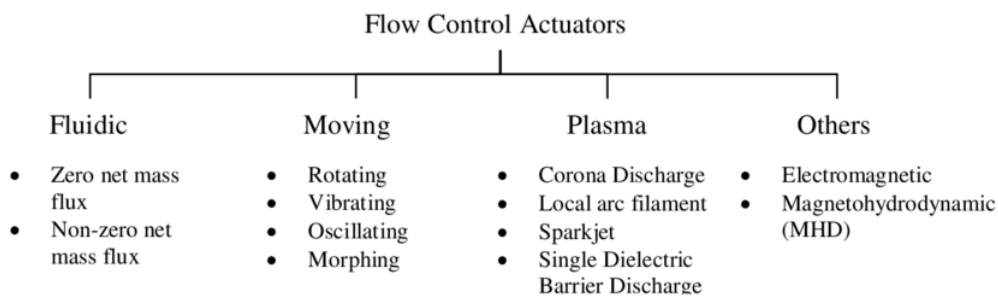 Flow Control Actuators
Fluidic
• Zero net mass
flux
• Non-zero net
mass flux
Moving
• Rotating
• Vibrating
• Oscillating
• Morphing
Plasma
• Corona Discharge
• Local arc filament
• Sparkjet
• Single Dielectric
Barrier Discharge
Others
• Electromagnetic
• Magnetohydrodynamic
(MHD)